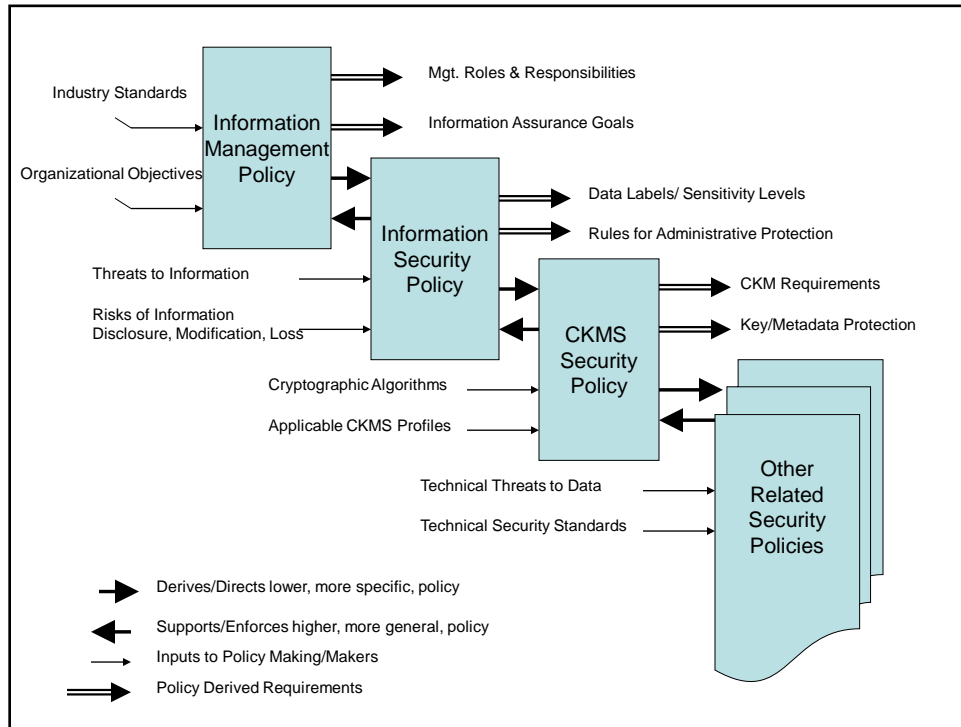 Mgt. Roles & Responsibilities
Industry Standards
Information
Management
Policy
Information Assurance Goals
Organizational Objectives
Data Labels/ Sensitivity Levels
Information
Security
Policy
Rules for Administrative Protection
Threats to Information
CKM Requirements
Risks of Information
Disclosure, Modification, Loss
CKMS
Security
Policy
Key/Metadata Protection
Cryptographic Algorithms
Applicable CKMS Profiles
Other
Related
Security
Policies
Technical Threats to Data
Technical Security Standards
Derives/Directs lower, more specific, policy
Supports/Enforces higher, more general, policy
Inputs to Policy Making/Makers
Policy Derived Requirements